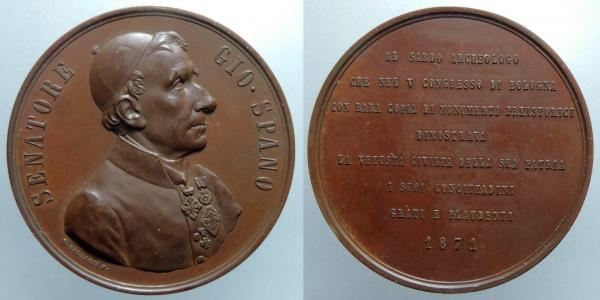 SENATORE GIO·SPANO
AL SARDO ARCHEOLOGO
CHE NEL V CONGRESSO DI BOLOGNA
CON RARA COPIA DI MONUMENTI PREISTORICI
DIMOSTRAVA
LA VETUSTA CIVILTÀ DELLA SUA PATRIA
I SUOI CONCITTADINI
GRATI E PLAUDENTI
1871